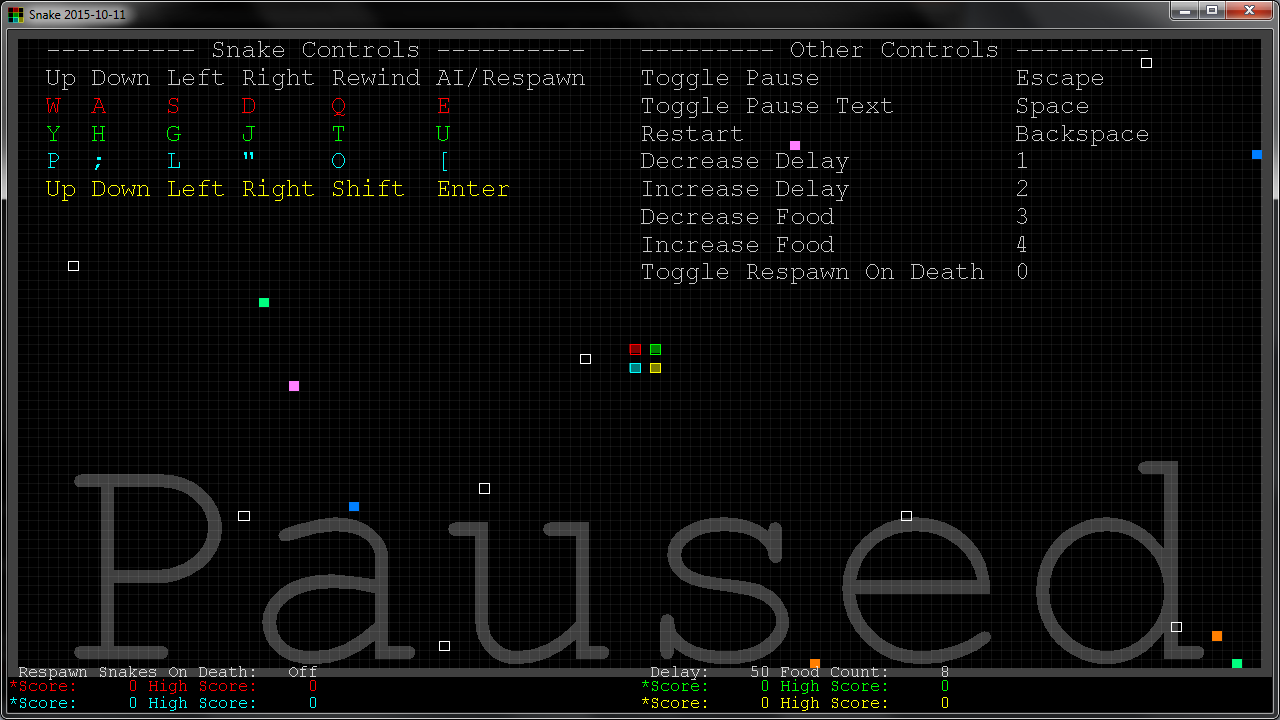 Snake 2015-10-11
---------- Snake Controls ----------
Up Down Left Right Rewind AI/Respawn
W A S D Q E
Y H G J T U
P ; L " O [
Up Down Left Right Shift Enter
--------- Other Controls ---------
Toggle Pause Escape
Toggle Pause Text Space
Restart Backspace
Decrease Delay 1
Increase Delay 2
Decrease Food 3
Increase Food 4
Toggle Respawn On Death 0
Paused
Respawn Snakes On Death: Off Delay: 50 Food Count: 8
*Score: 0 High Score: 0 *Score: 0 High Score: 0
*Score: 0 High Score: 0 *Score: 0 High Score: 0